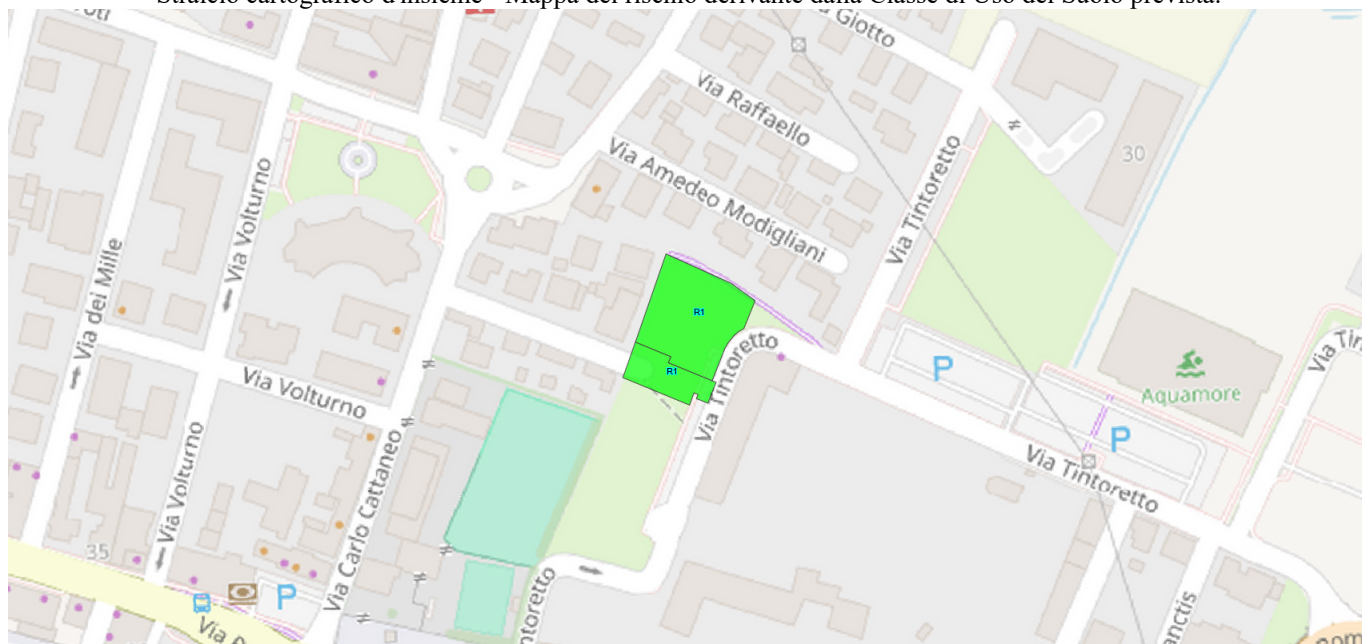 Stralcio cartografico d'insieme - Mappa del rischio derivante dalla Classe di Uso del Suolo prevista.
Giotto
Via Raffaello
Via Amedeo Modigliani
Via Tintoretto
30
Via Volturno
Via dei Mille
R1
R1
Via Tintoretto
P
Aquamore
P
Via Tintoretto
Via Volturno
Via Volturno
Via Carlo Cattaneo
35
P